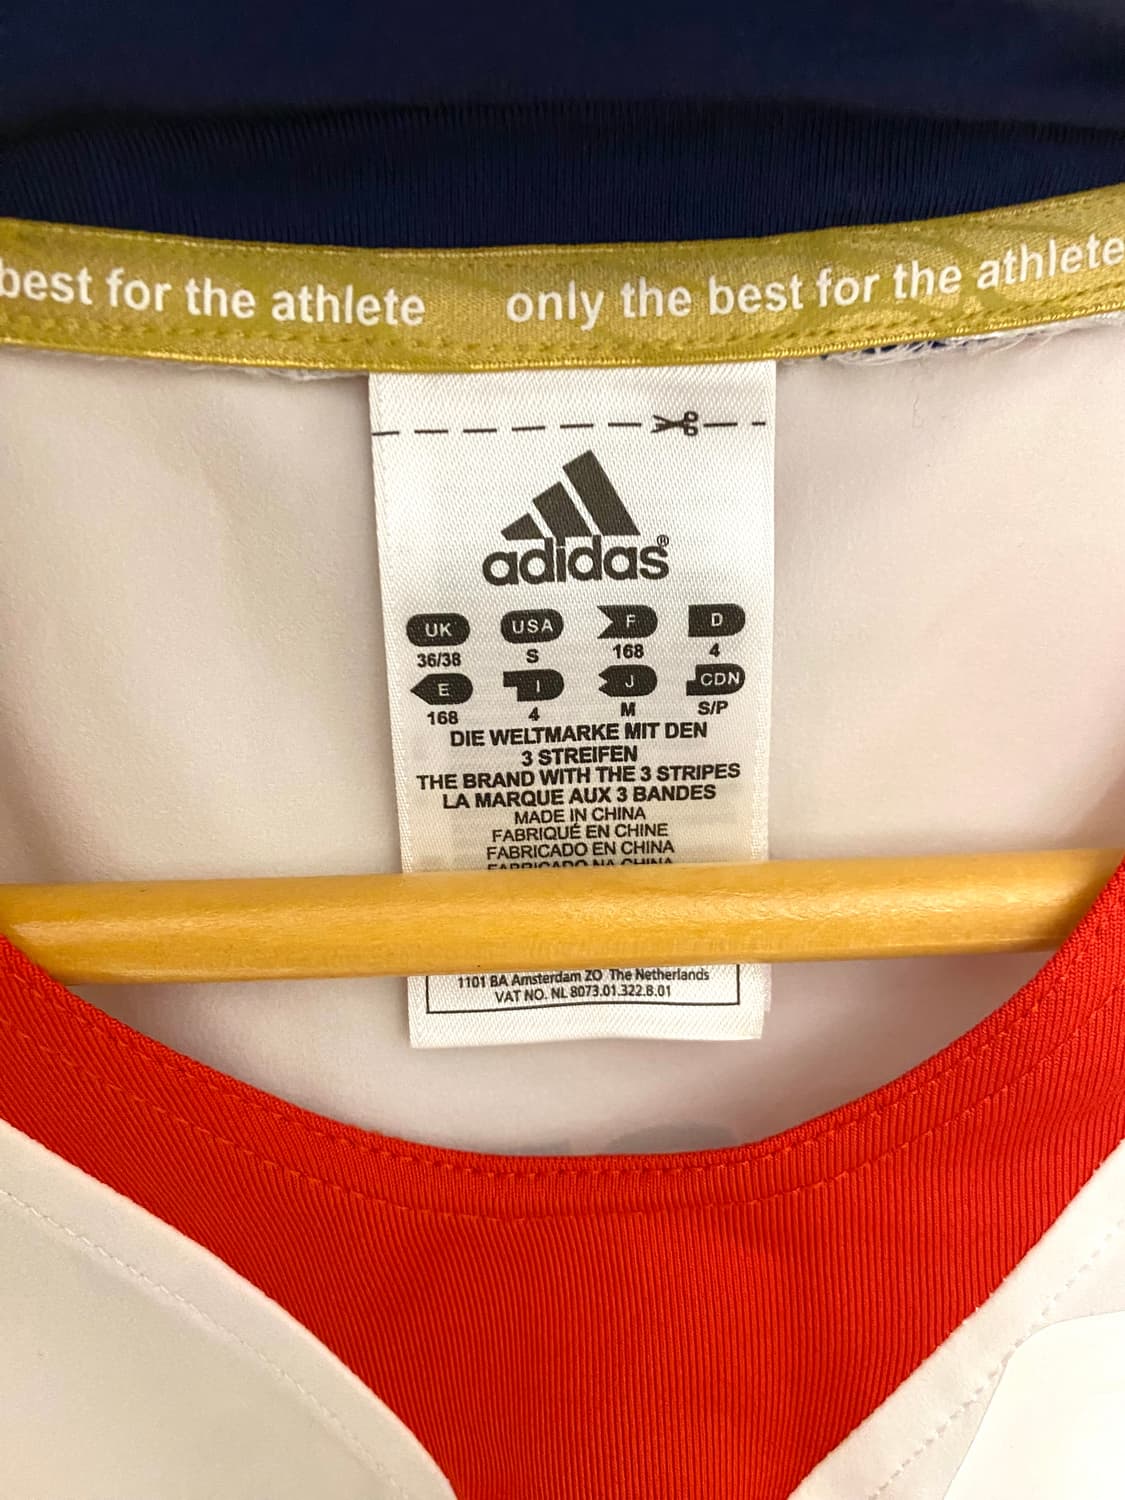 best for the athlete only the best for the athlete
adidas®
UK USA F D
36/38 S 168 4
E I J CDN
168 4 M S/P
DIE WELTMARKE MIT DEN
3 STREIFEN
THE BRAND WITH THE 3 STRIPES
LA MARQUE AUX 3 BANDES
MADE IN CHINA
FABRIQUÉ EN CHINE
FABRICADO EN CHINA
FABRICADO NA CHINA
1101 BA Amsterdam ZO The Netherlands
VAT NO. NL 8073.01.322.B.01